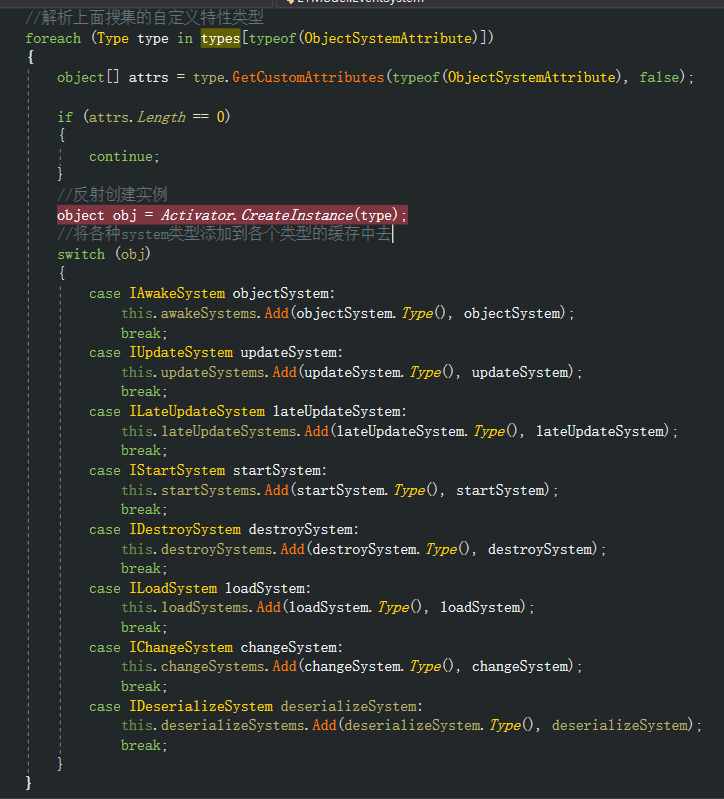 //解析上面搜集的自定义特性类型
foreach (Type type in types[typeof(ObjectSystemAttribute)])
{
object[] attrs = type.GetCustomAttributes(typeof(ObjectSystemAttribute), false);
if (attrs.Length == 0)
{
continue;
}
//反射创建实例
object obj = Activator.CreateInstance(type);
//将各种system类型添加到各个类型的缓存中去
switch (obj)
{
case IAwakeSystem objectSystem:
this.awakeSystems.Add(objectSystem.Type(), objectSystem);
break;
case IUpdateSystem updateSystem:
this.updateSystems.Add(updateSystem.Type(), updateSystem);
break;
case ILateUpdateSystem lateUpdateSystem:
this.lateUpdateSystems.Add(lateUpdateSystem.Type(), lateUpdateSystem);
break;
case IStartSystem startSystem:
this.startSystems.Add(startSystem.Type(), startSystem);
break;
case IDestroySystem destroySystem:
this.destroySystems.Add(destroySystem.Type(), destroySystem);
break;
case ILoadSystem loadSystem:
this.loadSystems.Add(loadSystem.Type(), loadSystem);
break;
case IChangeSystem changeSystem:
this.changeSystems.Add(changeSystem.Type(), changeSystem);
break;
case IDeserializeSystem deserializeSystem:
this.deserializeSystems.Add(deserializeSystem.Type(), deserializeSystem);
break;
}
}